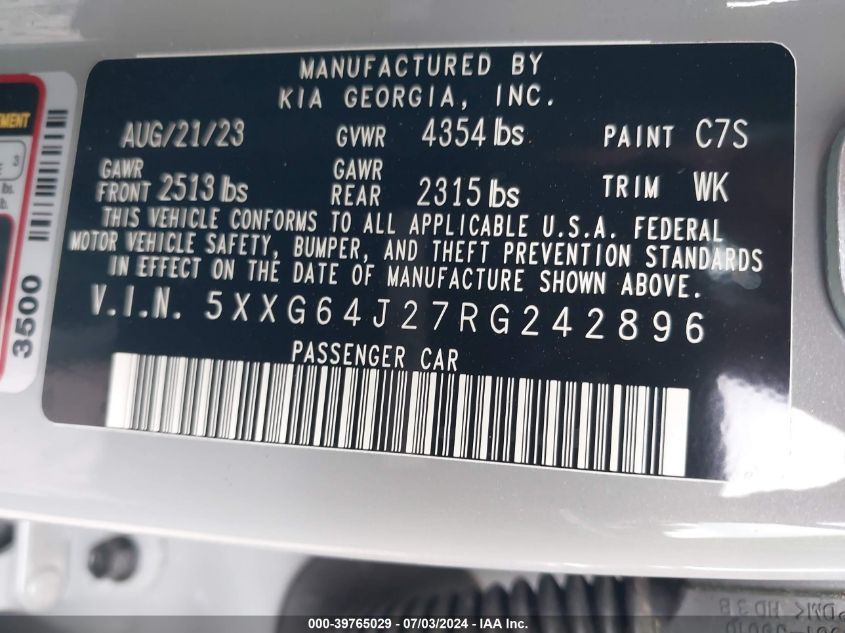 MANUFACTURED BY
KIA GEORGIA, INC.
AUG/21/23 GVWR 4354 lbs PAINT C7S
GAWR FRONT 2513 lbs GAWR REAR 2315 lbs TRIM WK
THIS VEHICLE CONFORMS TO ALL APPLICABLE U.S.A. FEDERAL
MOTOR VEHICLE SAFETY, BUMPER, AND THEFT PREVENTION STANDARDS
IN EFFECT ON THE DATE OF MANUFACTURE SHOWN ABOVE.
V.I.N. 5XXG64J27RG242896
PASSENGER CAR
3500
000-39765029 - 07/03/2024 - IAA Inc.